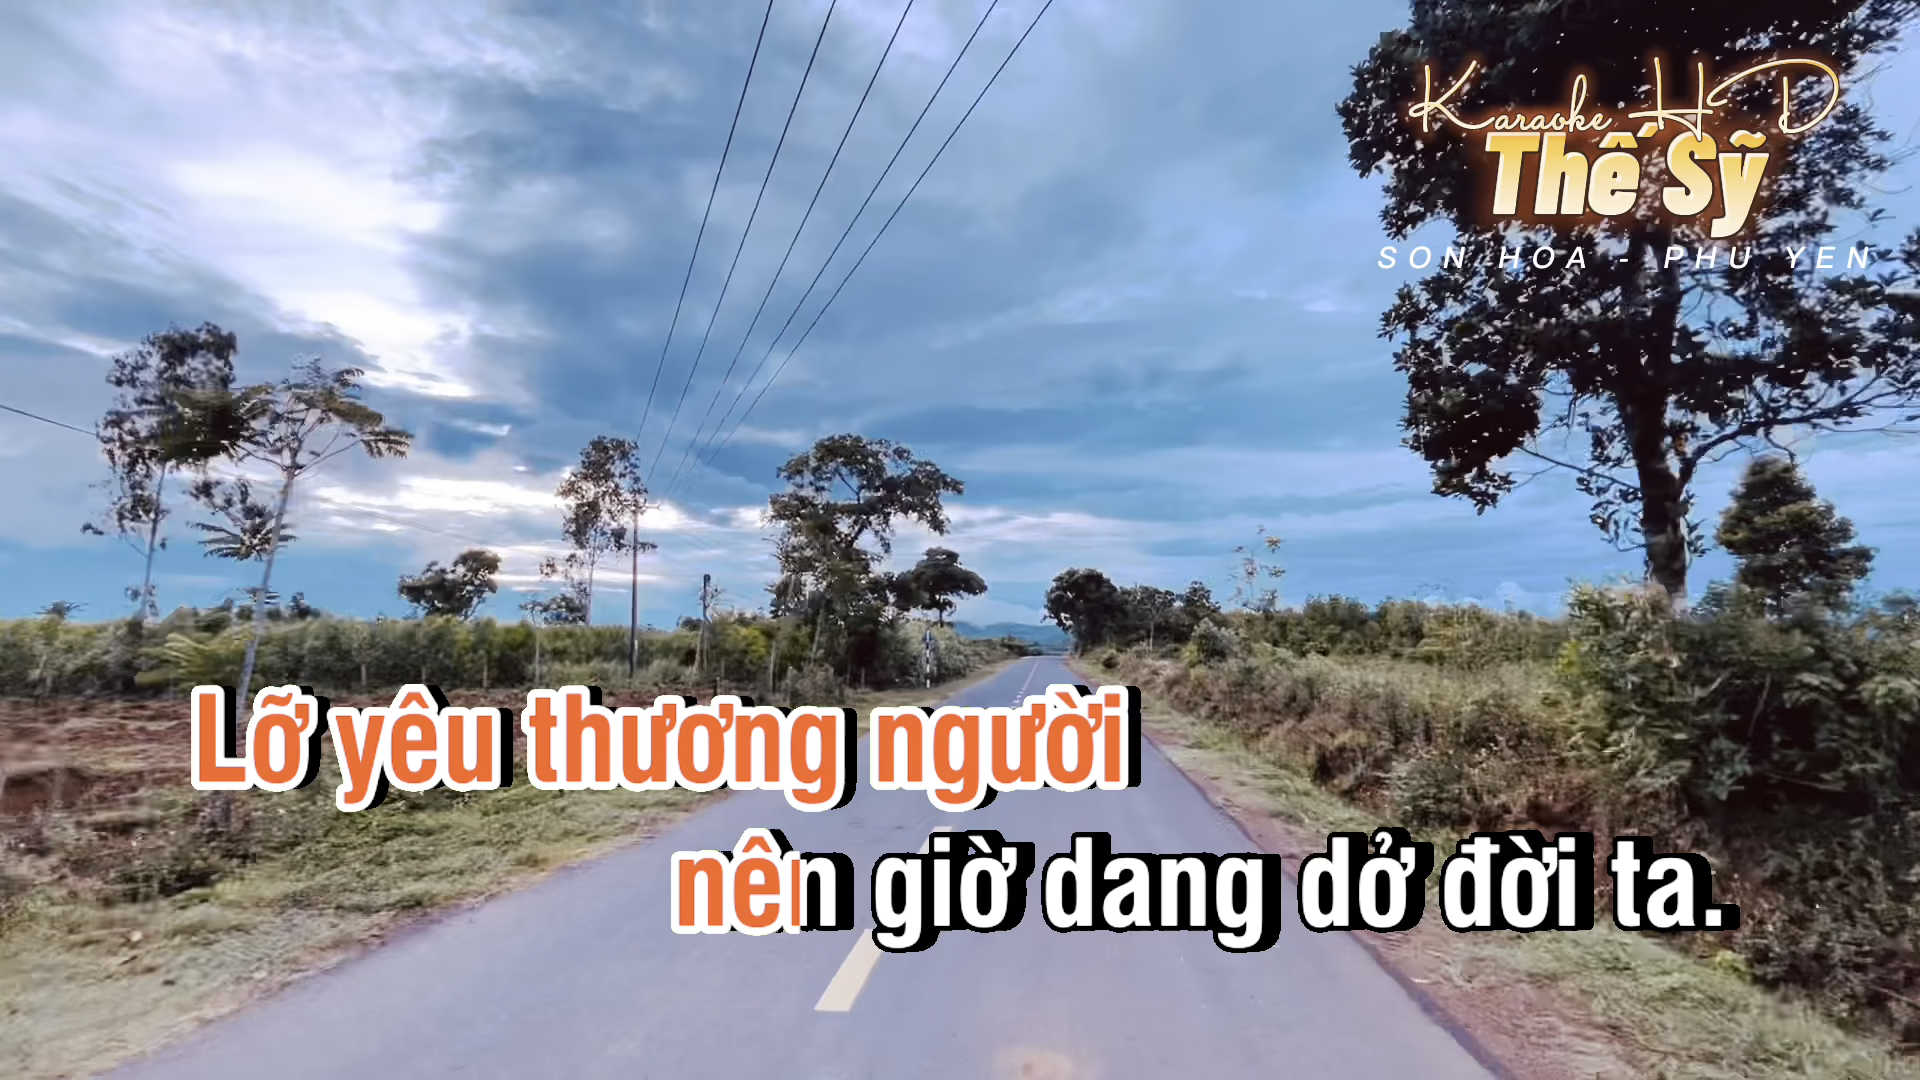 Karaoke HD
Thế Sỹ
SON HOA - PHU YEN
Lỡ yêu thương người
nên giờ dang dở đời ta.